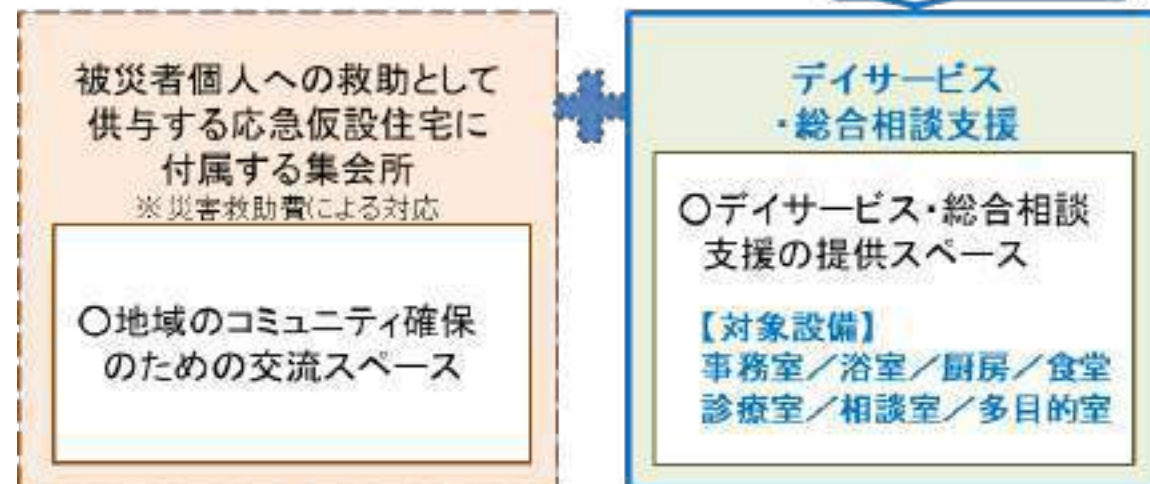 被災者個人への救助として
供与する応急仮設住宅に
付属する集会所
※災害救助費による対応
〇地域のコミュニティ確保
のための交流スペース
デイサービス
・総合相談支援
〇デイサービス・総合相談
支援の提供スペース
【対象設備】
事務室／浴室／厨房／食堂
診療室／相談室／多目的室